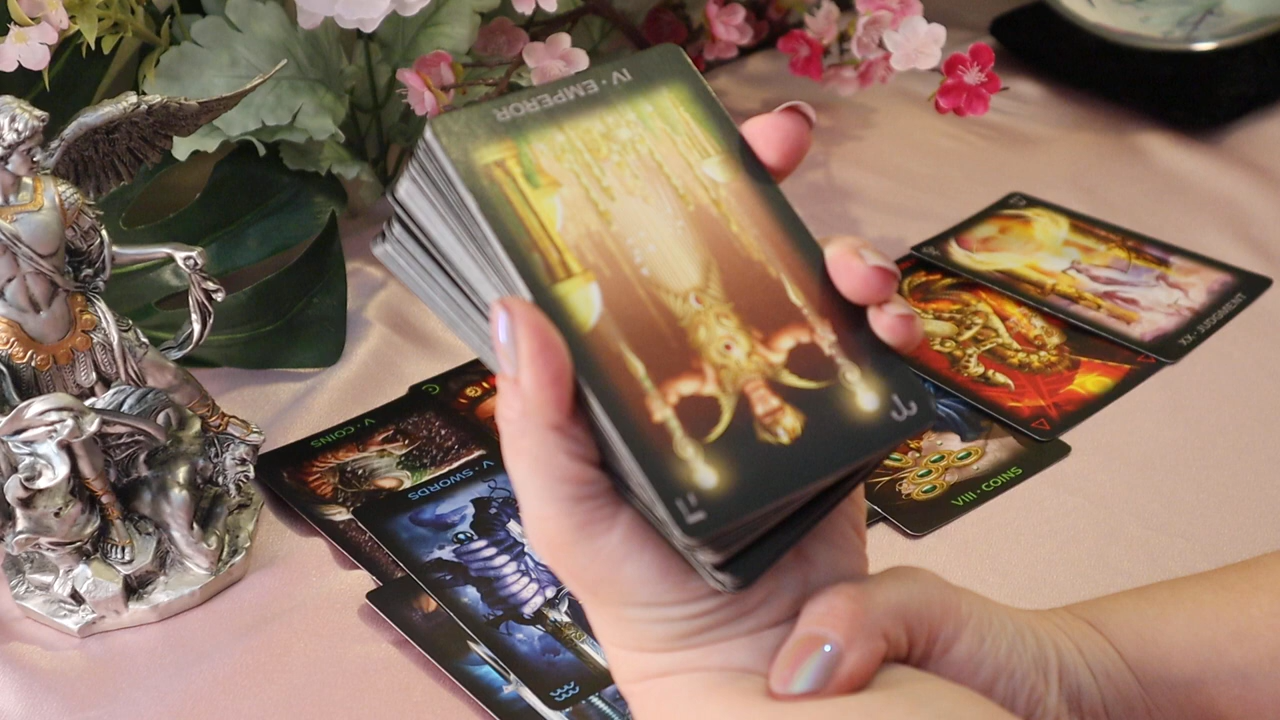 IV · EMPEROR
V · COINS
V · SWORDS
VIII · COINS
XX · JUDGEMENT